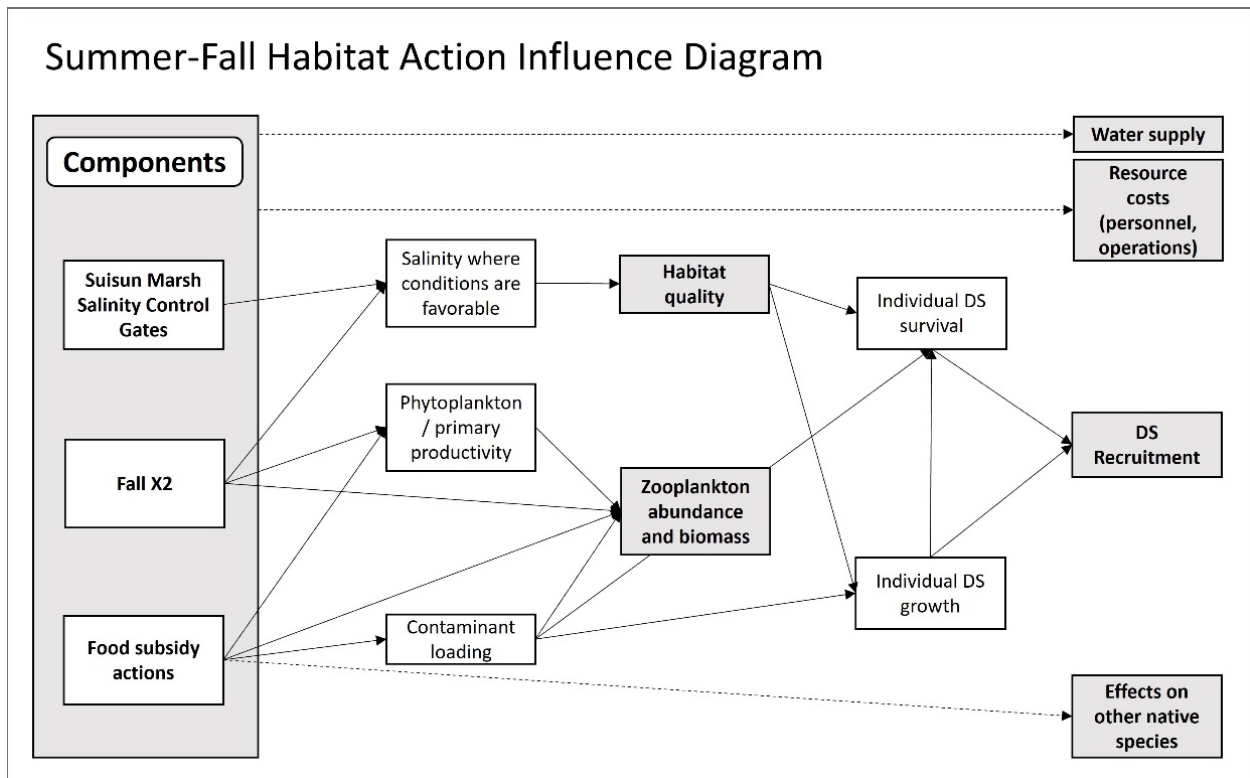 Summer-Fall Habitat Action Influence Diagram
Components
Water supply
Resource
costs
(personnel,
operations)
Suisun Marsh
Salinity Control
Gates
Salinity where
conditions are
favorable
Habitat
quality
Individual DS
survival
Fall X2
Phytoplankton
/ primary
productivity
Zooplankton
abundance
and biomass
DS
Recruitment
Food subsidy
actions
Contaminant
loading
Individual DS
growth
Effects on
other native
species